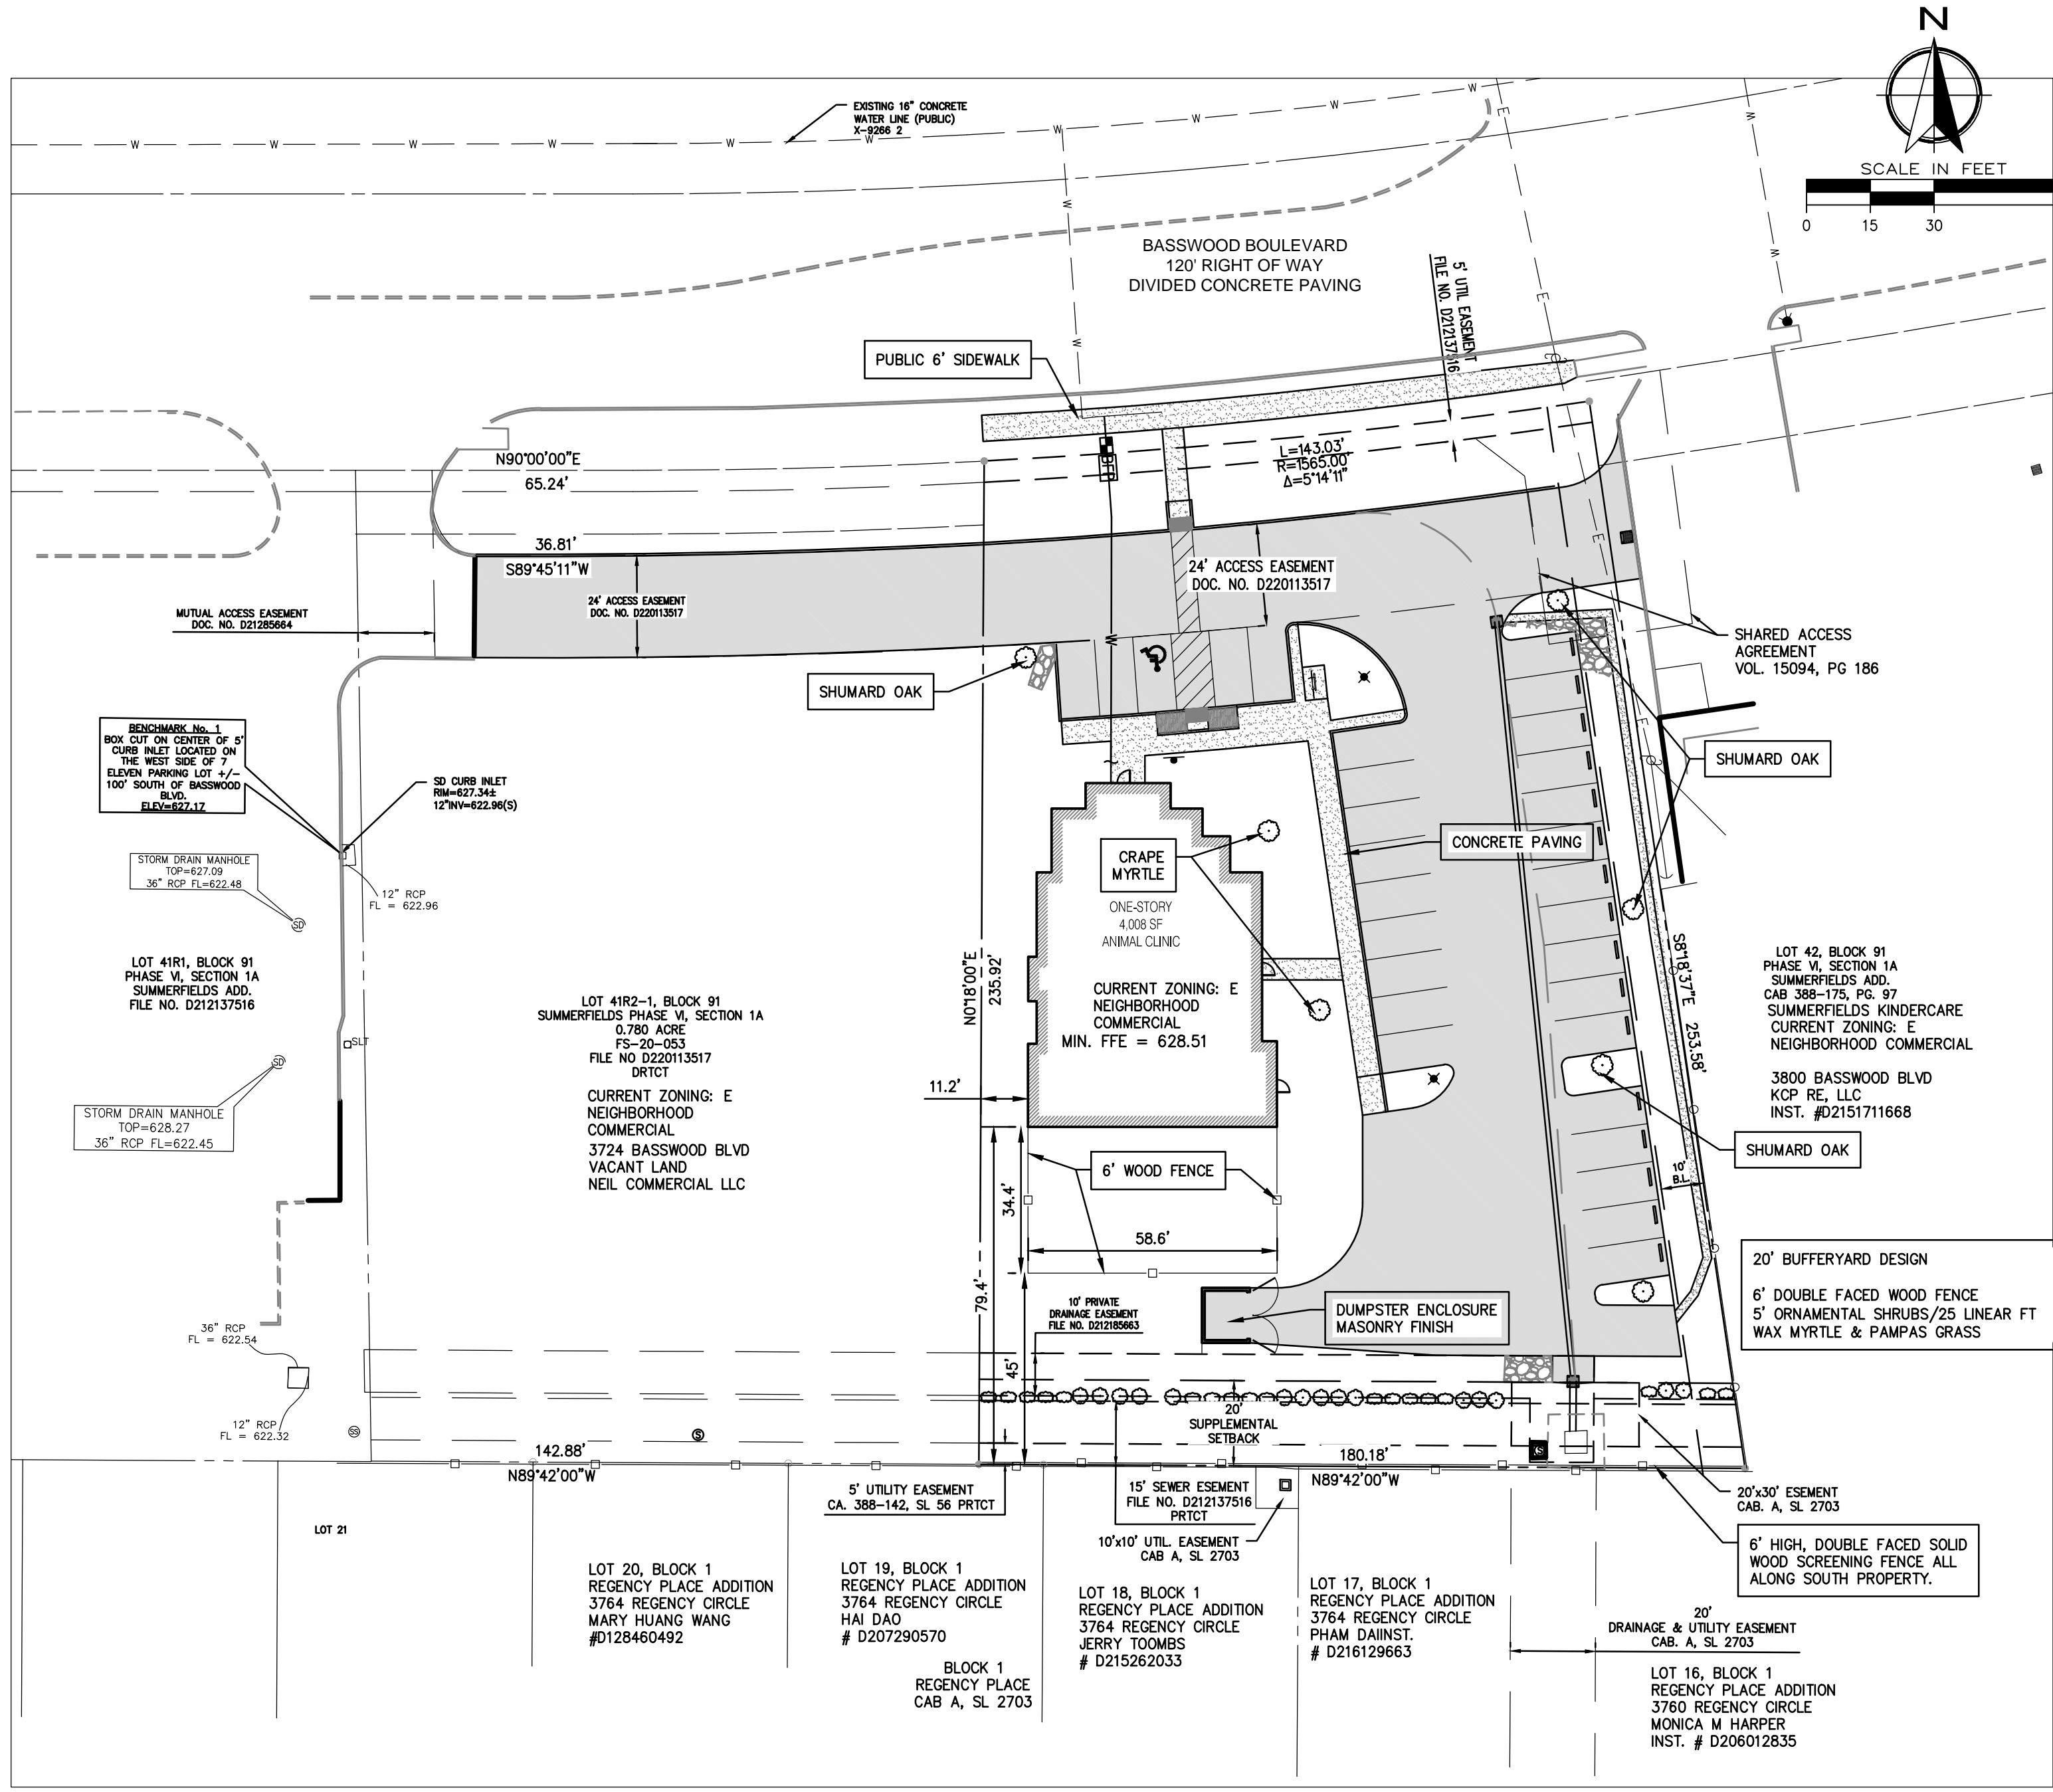 N
SCALE IN FEET
0 15 30
EXISTING 16" CONCRETE
WATER LINE (PUBLIC)
X-9266 2
W W W W W W W W W
BASSWOOD BOULEVARD
120' RIGHT OF WAY
DIVIDED CONCRETE PAVING
5' UTIL EASEMENT
FILE NO. D212137516
PUBLIC 6' SIDEWALK
N90°00'00"E
65.24'
L=143.03'
R=1565.00'
Δ=5°14'11"
BFP
36.81'
S89°45'11"W
24' ACCESS EASEMENT
DOC. NO. D220113517
24' ACCESS EASEMENT
DOC. NO. D220113517
MUTUAL ACCESS EASEMENT
DOC. NO. D21285664
SHARED ACCESS
AGREEMENT
VOL. 15094, PG 186
SHUMARD OAK
SHUMARD OAK
BENCHMARK No. 1
BOX CUT ON CENTER OF 5'
CURB INLET LOCATED ON
THE WEST SIDE OF 7
ELEVEN PARKING LOT +/-
100' SOUTH OF BASSWOOD
BLVD.
ELEV=627.17
SD CURB INLET
RIM=627.34±
12"INV=622.96(S)
STORM DRAIN MANHOLE
TOP=627.09
36" RCP FL=622.48
12" RCP
FL = 622.96
SD
CRAPE
MYRTLE
CONCRETE PAVING
ONE-STORY
4,008 SF
ANIMAL CLINIC
LOT 41R1, BLOCK 91
PHASE VI, SECTION 1A
SUMMERFIELDS ADD.
FILE NO. D212137516
LOT 41R2-1, BLOCK 91
SUMMERFIELDS PHASE VI, SECTION 1A
0.780 ACRE
FS-20-053
FILE NO D220113517
DRTCT
CURRENT ZONING: E
NEIGHBORHOOD
COMMERCIAL
3724 BASSWOOD BLVD
VACANT LAND
NEIL COMMERCIAL LLC
N0°18'00"E
235.92'
CURRENT ZONING: E
NEIGHBORHOOD
COMMERCIAL
MIN. FFE = 628.51
S8°18'37"E 253.58'
LOT 42, BLOCK 91
PHASE VI, SECTION 1A
SUMMERFIELDS ADD.
CAB 388-175, PG. 97
SUMMERFIELDS KINDERCARE
CURRENT ZONING: E
NEIGHBORHOOD COMMERCIAL
3800 BASSWOOD BLVD
KCP RE, LLC
INST. #D2151711668
SLT
SD
STORM DRAIN MANHOLE
TOP=628.27
36" RCP FL=622.45
11.2'
SHUMARD OAK
6' WOOD FENCE
10'
B.L.
34.4'
58.6'
79.4'
45'
20' BUFFERYARD DESIGN
6' DOUBLE FACED WOOD FENCE
5' ORNAMENTAL SHRUBS/25 LINEAR FT
WAX MYRTLE & PAMPAS GRASS
10' PRIVATE
DRAINAGE EASEMENT
FILE NO. D212185663
DUMPSTER ENCLOSURE
MASONRY FINISH
36" RCP
FL = 622.54
12" RCP
FL = 622.32
SS
S
20'
SUPPLEMENTAL
SETBACK
142.88'
N89°42'00"W
180.18'
N89°42'00"W
5' UTILITY EASEMENT
CA. 388-142, SL 56 PRTCT
15' SEWER ESEMENT
FILE NO. D212137516
PRTCT
10'x10' UTIL. EASEMENT
CAB A, SL 2703
20'x30' ESEMENT
CAB. A, SL 2703
6' HIGH, DOUBLE FACED SOLID
WOOD SCREENING FENCE ALL
ALONG SOUTH PROPERTY.
LOT 21
LOT 20, BLOCK 1
REGENCY PLACE ADDITION
3764 REGENCY CIRCLE
MARY HUANG WANG
#D128460492
LOT 19, BLOCK 1
REGENCY PLACE ADDITION
3764 REGENCY CIRCLE
HAI DAO
# D207290570
BLOCK 1
REGENCY PLACE
CAB A, SL 2703
LOT 18, BLOCK 1
REGENCY PLACE ADDITION
3764 REGENCY CIRCLE
JERRY TOOMBS
# D215262033
LOT 17, BLOCK 1
REGENCY PLACE ADDITION
3764 REGENCY CIRCLE
PHAM DAIINST.
# D216129663
20'
DRAINAGE & UTILITY EASEMENT
CAB. A, SL 2703
LOT 16, BLOCK 1
REGENCY PLACE ADDITION
3760 REGENCY CIRCLE
MONICA M HARPER
INST. # D206012835